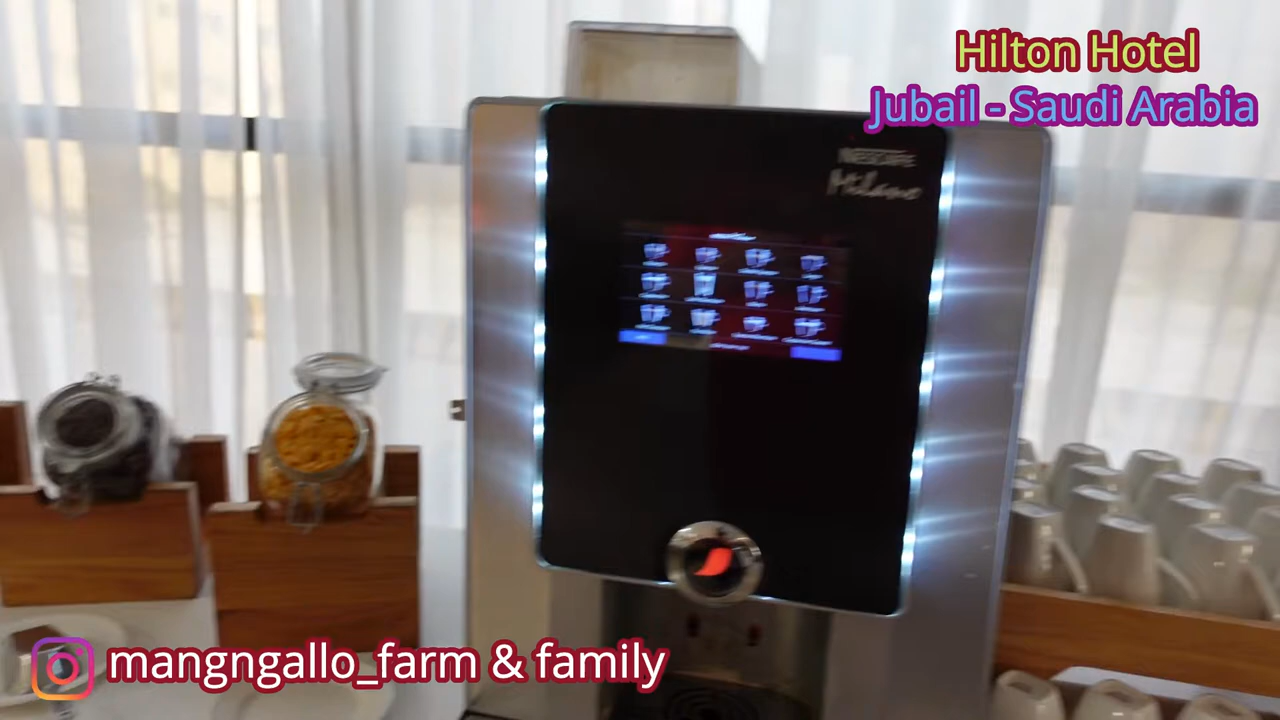 Hilton Hotel
Jubail - Saudi Arabia
NESCAFE
Milano
mangngallo_farm & family